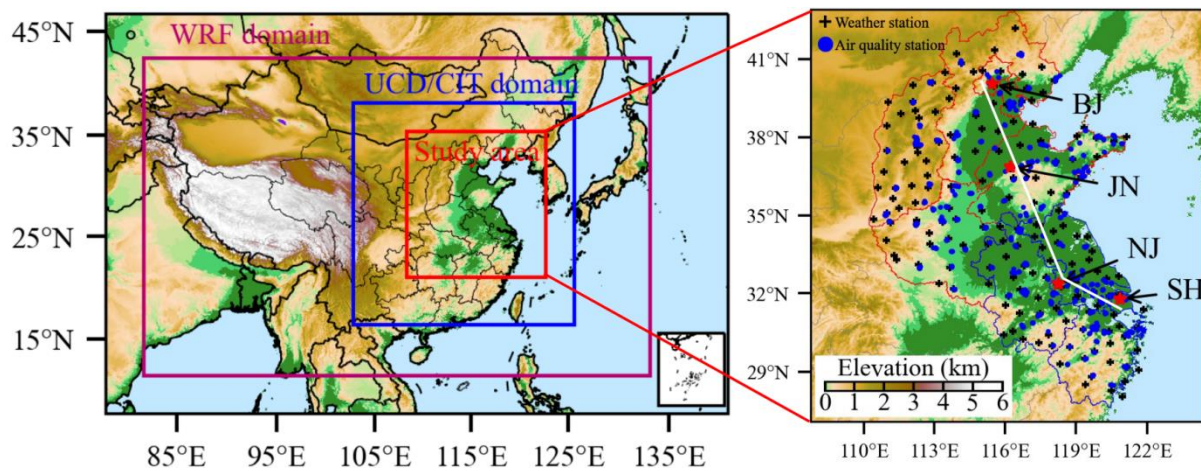 45°N
35°N
25°N
15°N
WRF domain
UCD/CIT domain
Study area
85°E 95°E 105°E 115°E 125°E 135°E
Weather station
Air quality station
41°N
38°N
35°N
32°N
29°N
BJ
JN
NJ
SH
Elevation (km)
0 1 2 3 4 5 6
110°E 113°E 116°E 119°E 122°E